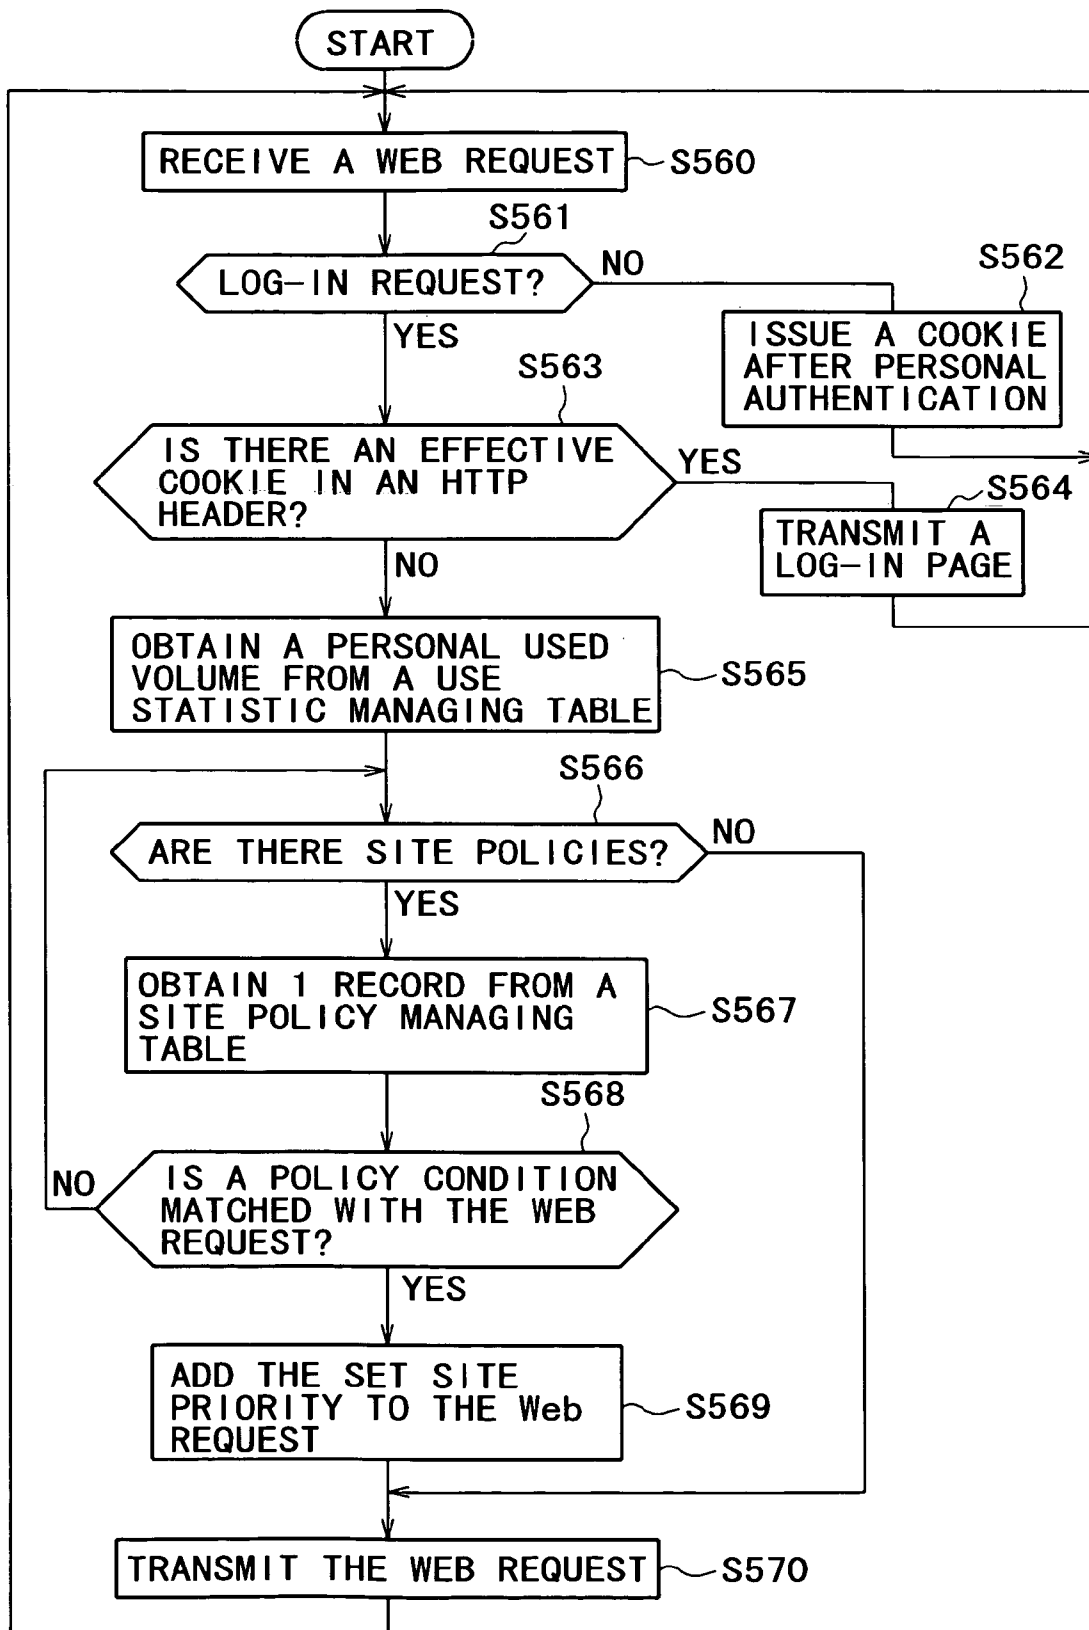 START
RECEIVE A WEB REQUEST
S560
S561
LOG-IN REQUEST?
NO
YES
S562
ISSUE A COOKIE
AFTER PERSONAL
AUTHENTICATION
S563
IS THERE AN EFFECTIVE
COOKIE IN AN HTTP
HEADER?
YES
NO
S564
TRANSMIT A
LOG-IN PAGE
OBTAIN A PERSONAL USED
VOLUME FROM A USE
STATISTIC MANAGING TABLE
S565
S566
ARE THERE SITE POLICIES?
NO
YES
OBTAIN 1 RECORD FROM A
SITE POLICY MANAGING
TABLE
S567
S568
NO
IS A POLICY CONDITION
MATCHED WITH THE WEB
REQUEST?
YES
ADD THE SET SITE
PRIORITY TO THE Web
REQUEST
S569
TRANSMIT THE WEB REQUEST
S570